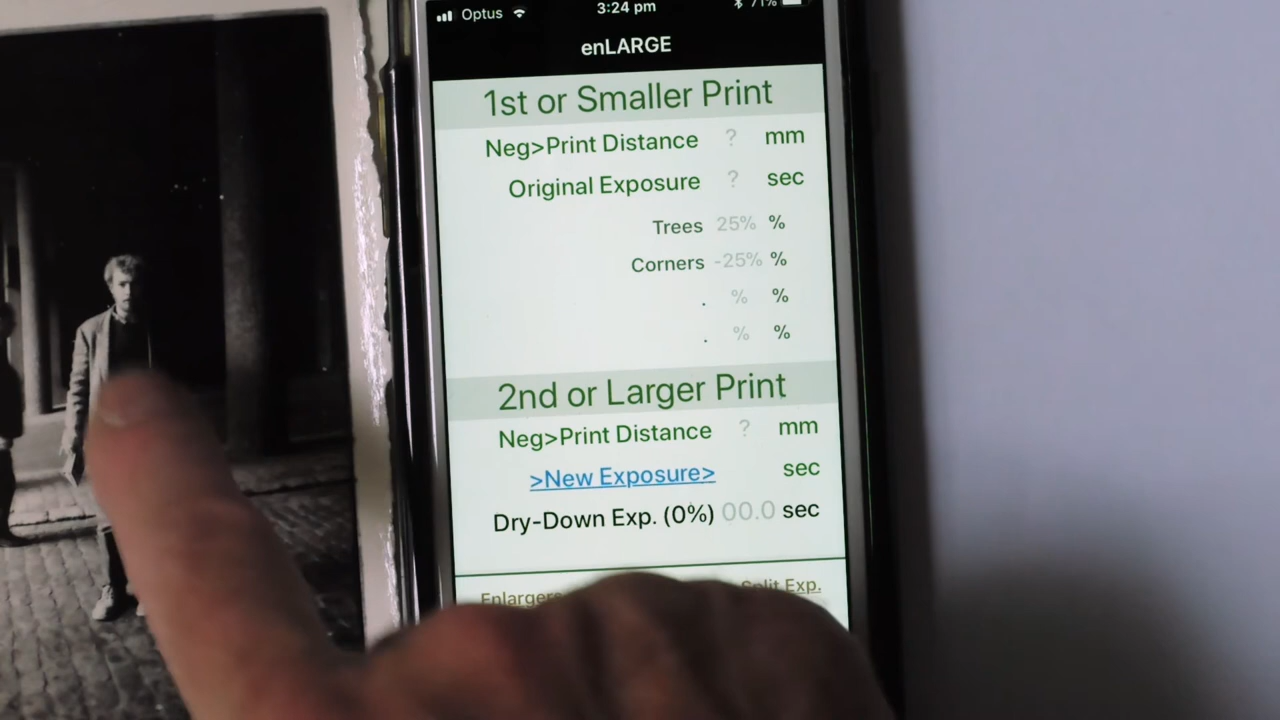 Optus 3:24 pm 71%
enLARGE
1st or Smaller Print
Neg>Print Distance ? mm
Original Exposure ? sec
Trees 25% %
Corners -25% %
. % %
. % %
2nd or Larger Print
Neg>Print Distance ? mm
>New Exposure> sec
Dry-Down Exp. (0%) 00.0 sec
Enlargers Split Exp.